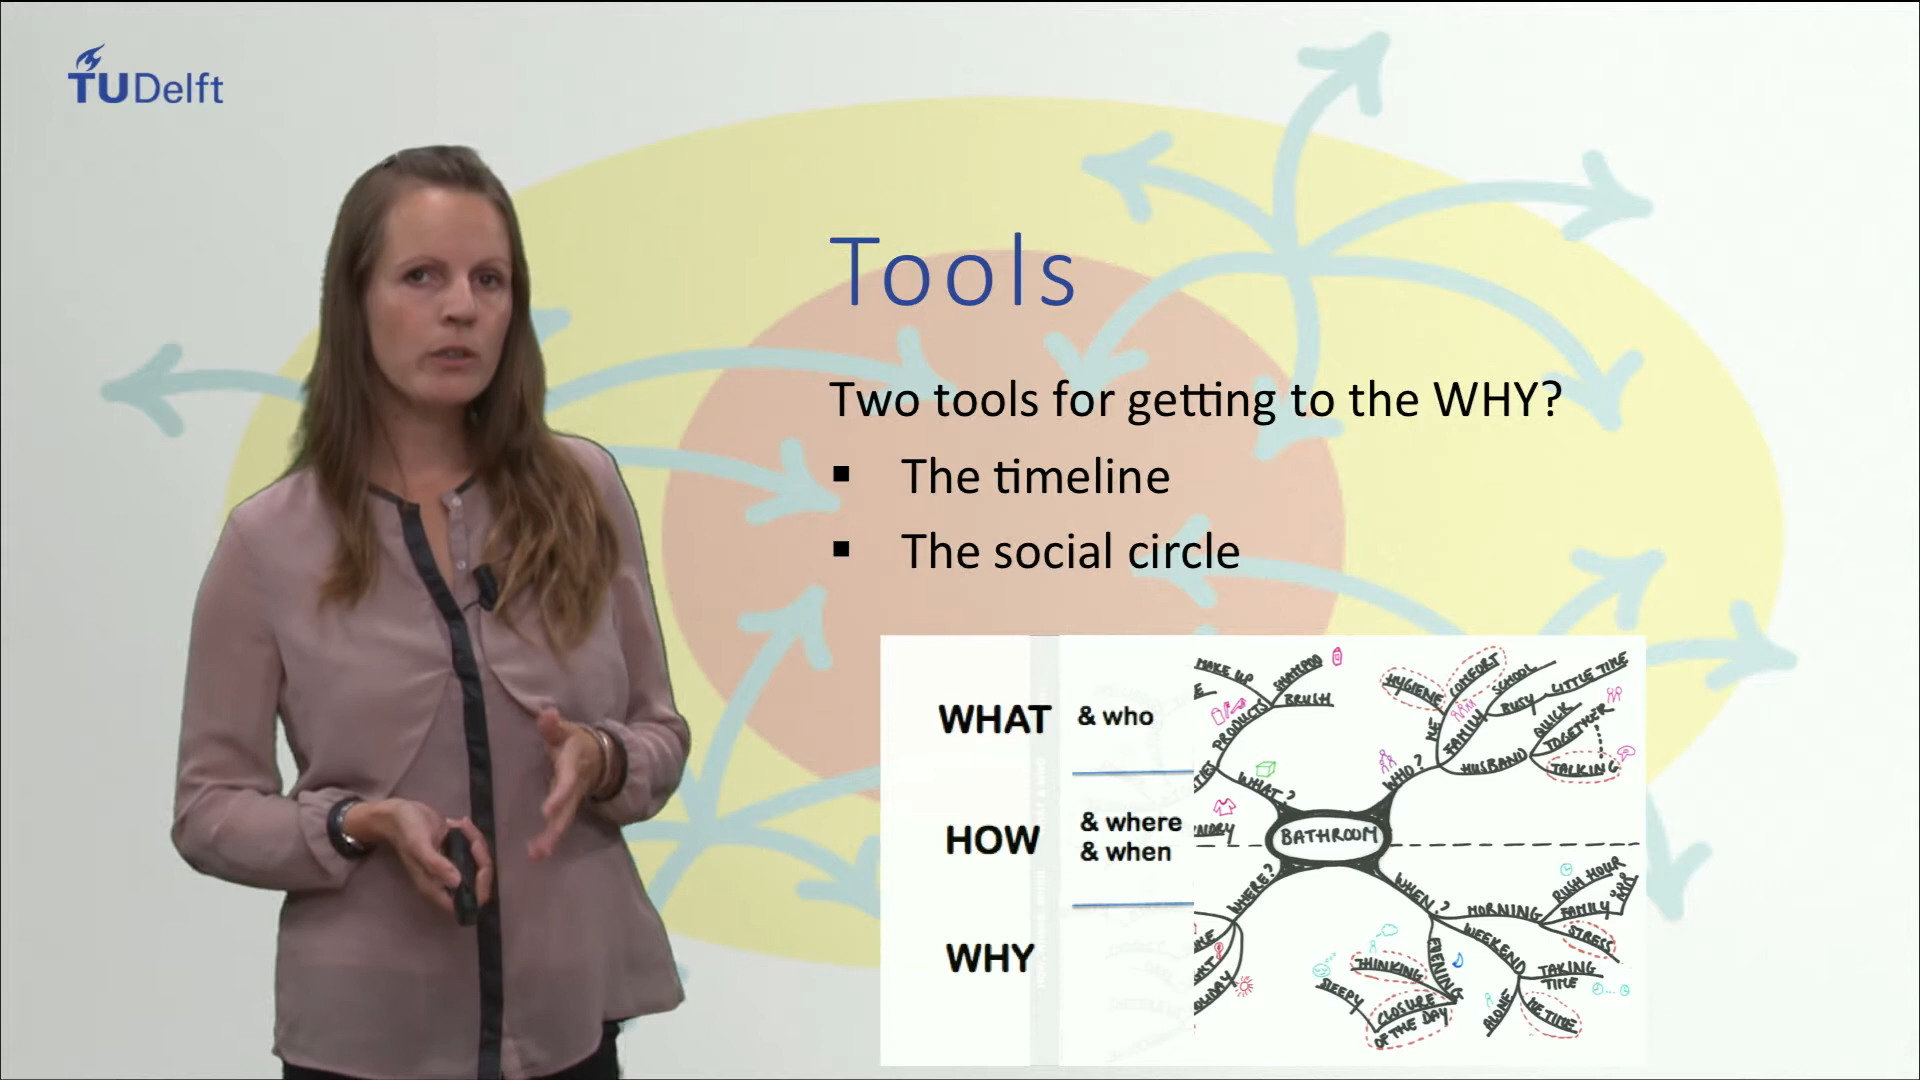 TUDelft
Tools
Two tools for getting to the WHY?
▪ The timeline
▪ The social circle
WHAT & who
HOW & where
& when
WHY
MAKE UP
SHAMPOO
BRUSH
PRODUCTS
WHAT?
BATHROOM
WHO?
ME
HYGIENE
COMFORT
FAMILY
SCHOOL
BUSY
LITTLE TIME
HUSBAND
QUICK
TOGETHER
TALKING
WHERE?
WHEN?
MORNING
RUSH HOUR
FAMILY
STRESS
WEEKEND
TAKING
TIME
ALONE
ME TIME
EVENING
THINKING
SLEEPY
CLOSURE
OF THE DAY